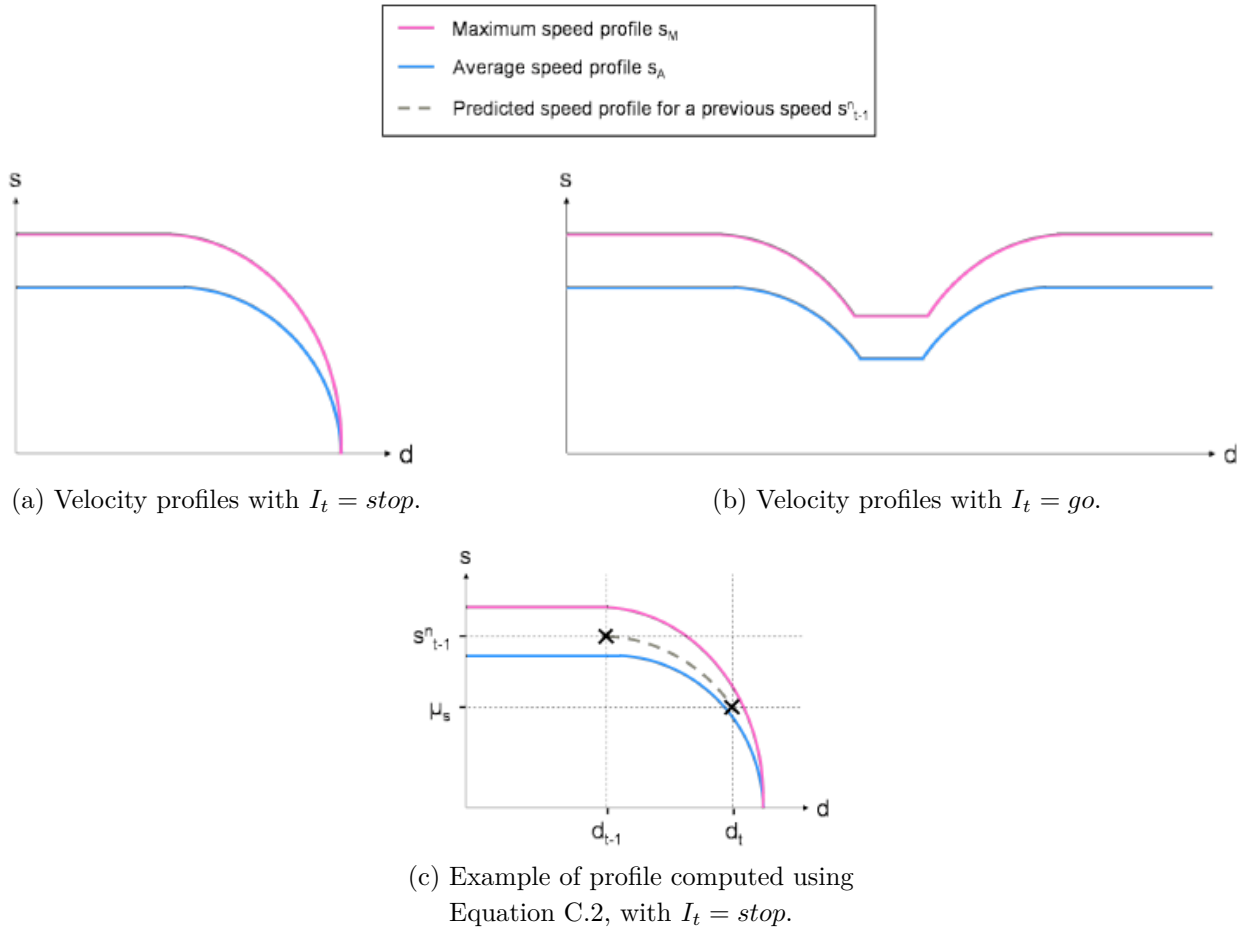 Maximum speed profile s_M
Average speed profile s_A
Predicted speed profile for a previous speed s^n_t-1
s
d
(a) Velocity profiles with I_t = stop.
s
d
(b) Velocity profiles with I_t = go.
s
s^n_t-1
μ_s
d
d_t-1
d_t
(c) Example of profile computed using
Equation C.2, with I_t = stop.